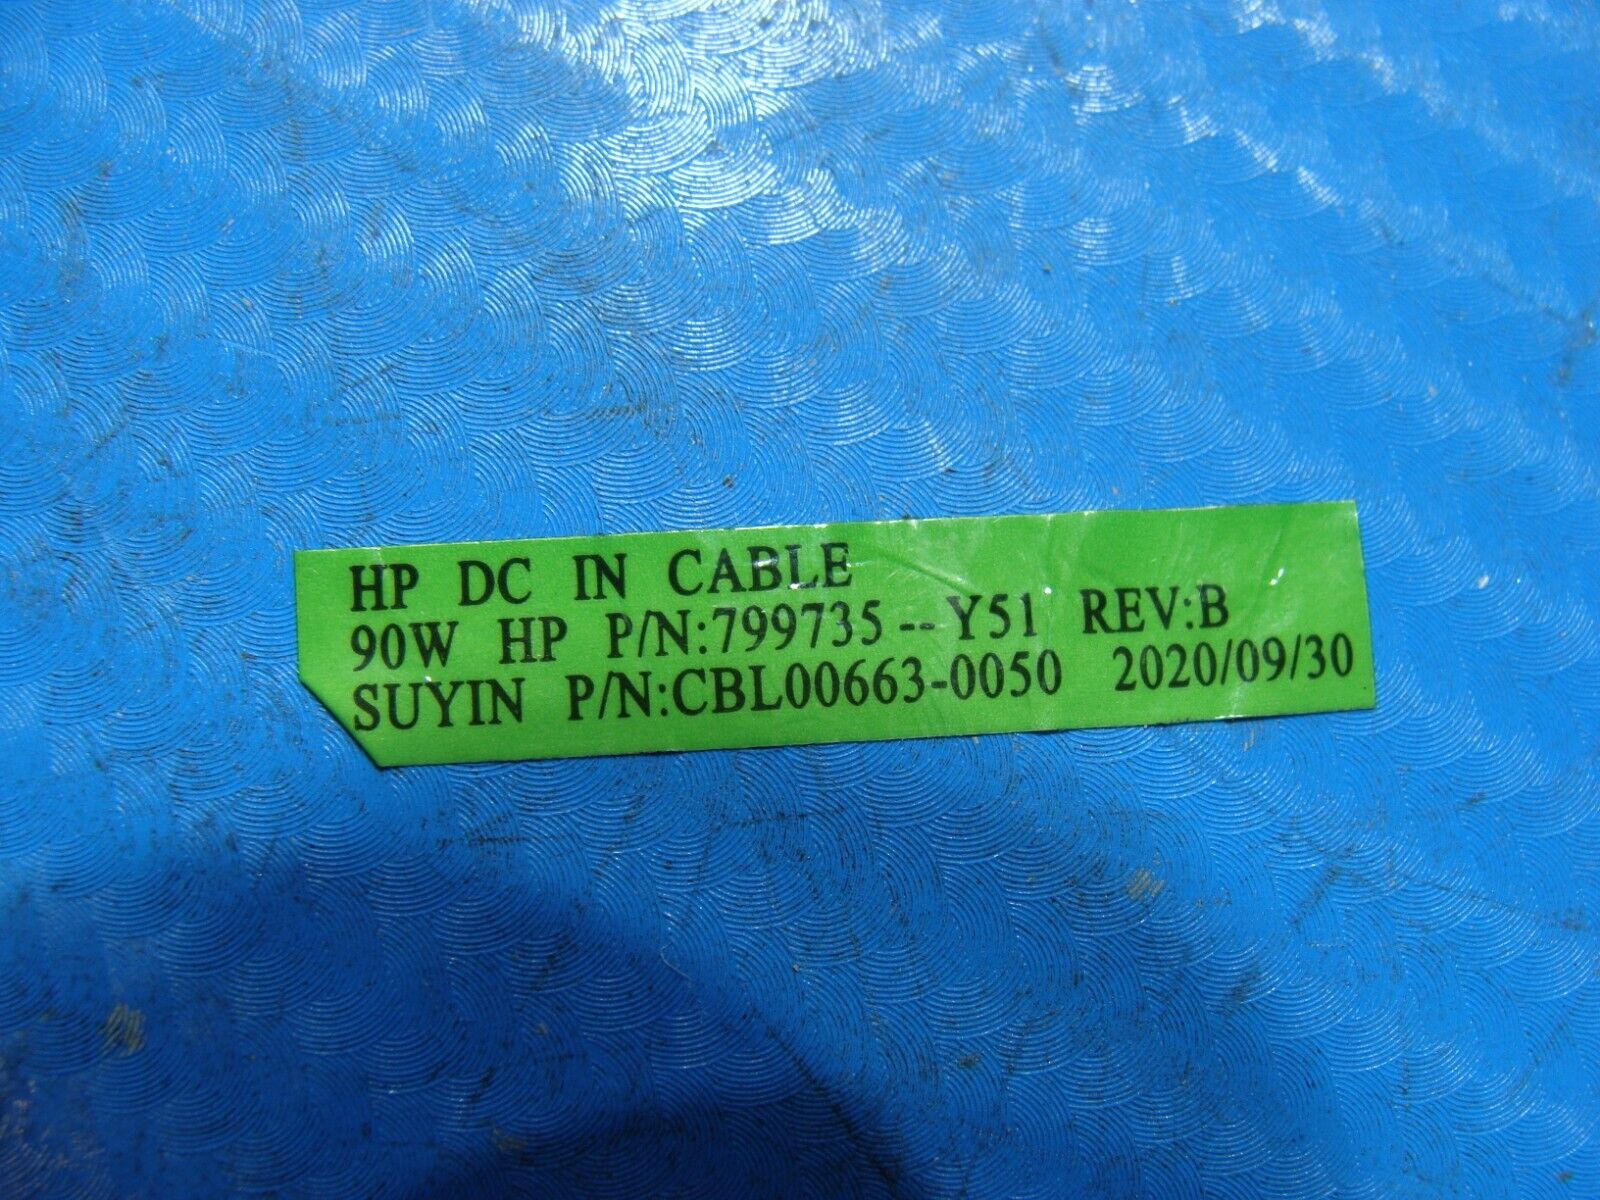 HP DC IN CABLE
90W HP P/N:799735--Y51 REV:B
SUYIN P/N:CBL00663-0050 2020/09/30